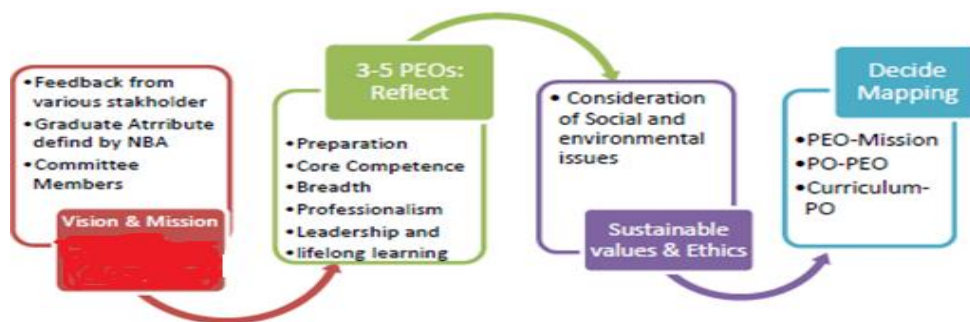 •Feedback from
various stakholder
•Graduate Atrribute
defind by NBA
•Committee
Members
Vision & Mission
3-5 PEOs:
Reflect
•Preparation
•Core Competence
•Breadth
•Professionalism
•Leadership and
•lifelong learning
• Consideration
of Social and
environmental
issues
Sustainable
values & Ethics
Decide
Mapping
•PEO-Mission
•PO-PEO
•Curriculum-
PO